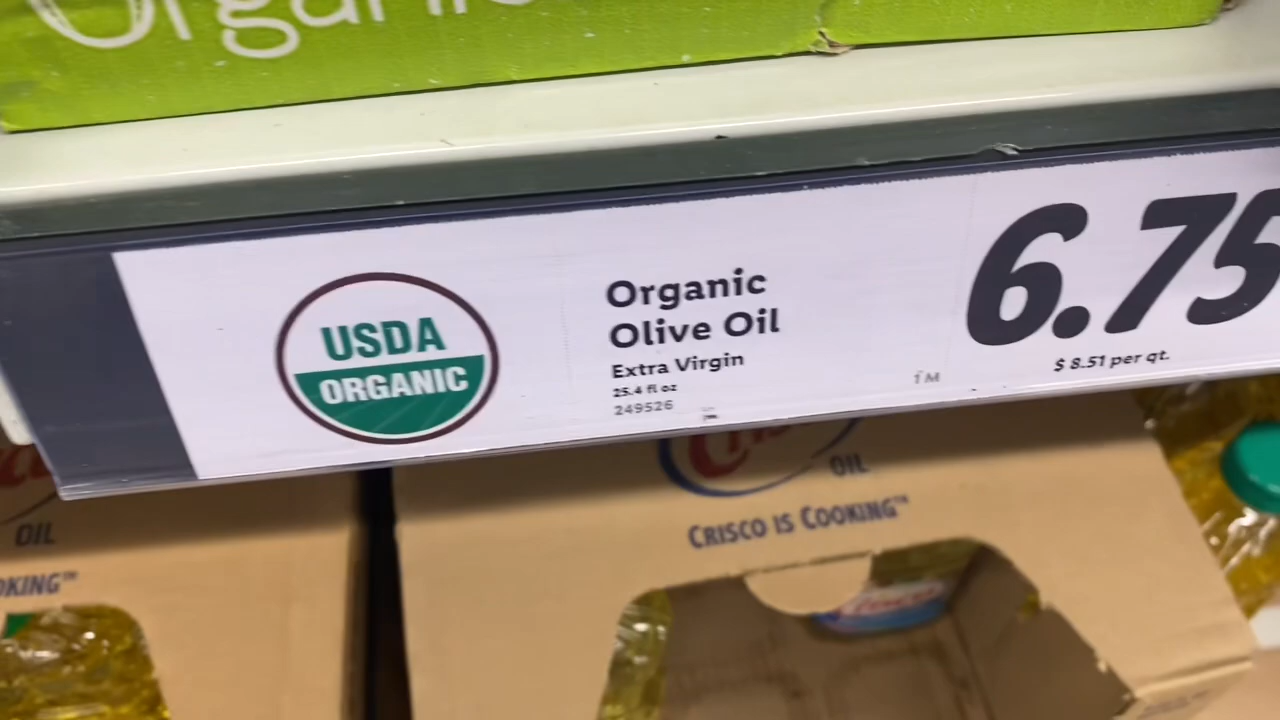 Organic
USDA
ORGANIC
Organic
Olive Oil
Extra Virgin
25.4 fl oz
249526
1M
6.75
$ 8.51 per qt.
OIL
CRISCO IS COOKING™
OIL
OKING™